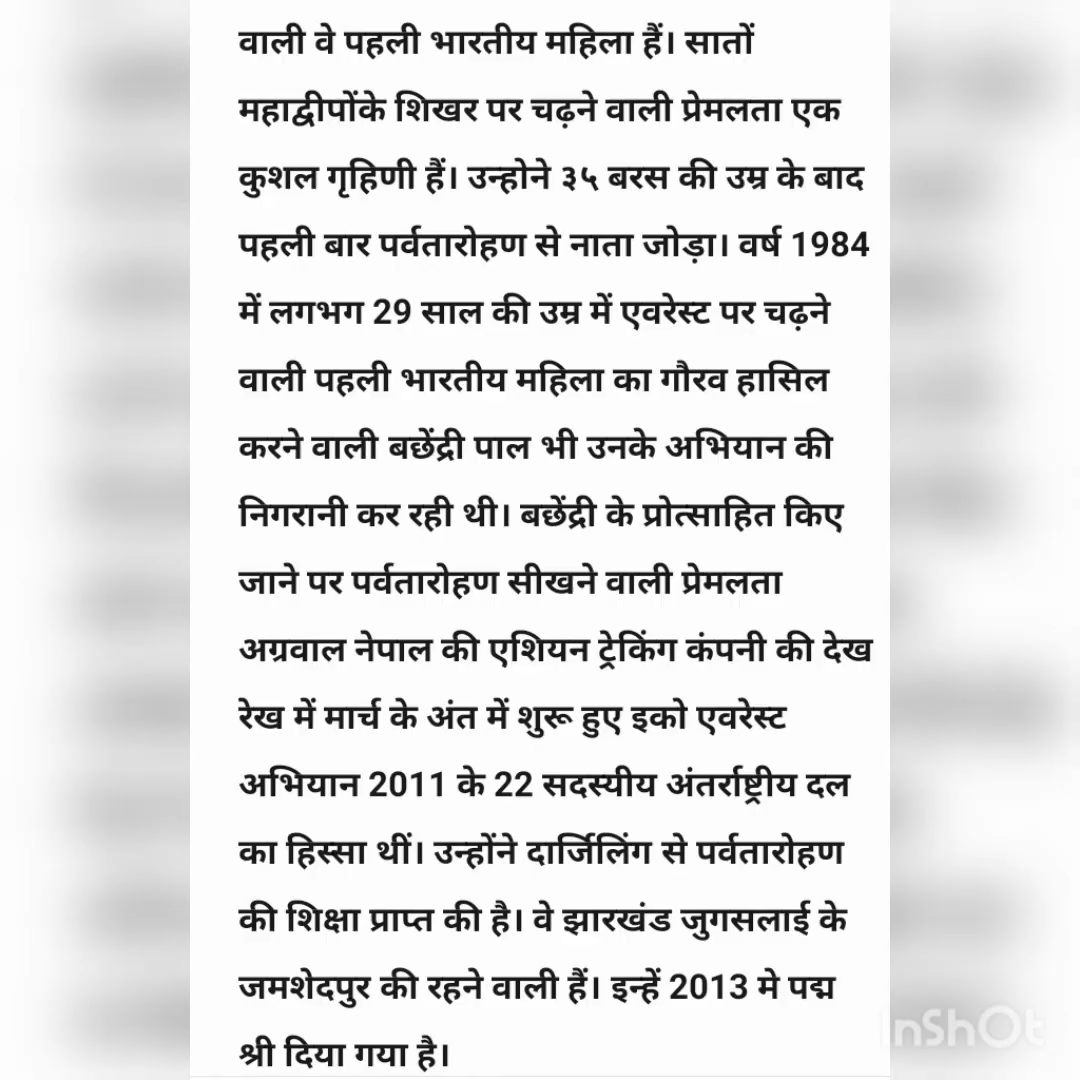 वाली वे पहली भारतीय महिला हैं। सातों
महाद्वीपोंके शिखर पर चढ़ने वाली प्रेमलता एक
कुशल गृहिणी हैं। उन्होने ३५ बरस की उम्र के बाद
पहली बार पर्वतारोहण से नाता जोड़ा। वर्ष 1984
में लगभग 29 साल की उम्र में एवरेस्ट पर चढ़ने
वाली पहली भारतीय महिला का गौरव हासिल
करने वाली बछेंद्री पाल भी उनके अभियान की
निगरानी कर रही थी। बछेंद्री के प्रोत्साहित किए
जाने पर पर्वतारोहण सीखने वाली प्रेमलता
अग्रवाल नेपाल की एशियन ट्रेकिंग कंपनी की देख
रेख में मार्च के अंत में शुरू हुए इको एवरेस्ट
अभियान 2011 के 22 सदस्यीय अंतर्राष्ट्रीय दल
का हिस्सा थीं। उन्होंने दार्जिलिंग से पर्वतारोहण
की शिक्षा प्राप्त की है। वे झारखंड जुगसलाई के
जमशेदपुर की रहने वाली हैं। इन्हें 2013 मे पद्म
श्री दिया गया है।
InShOt